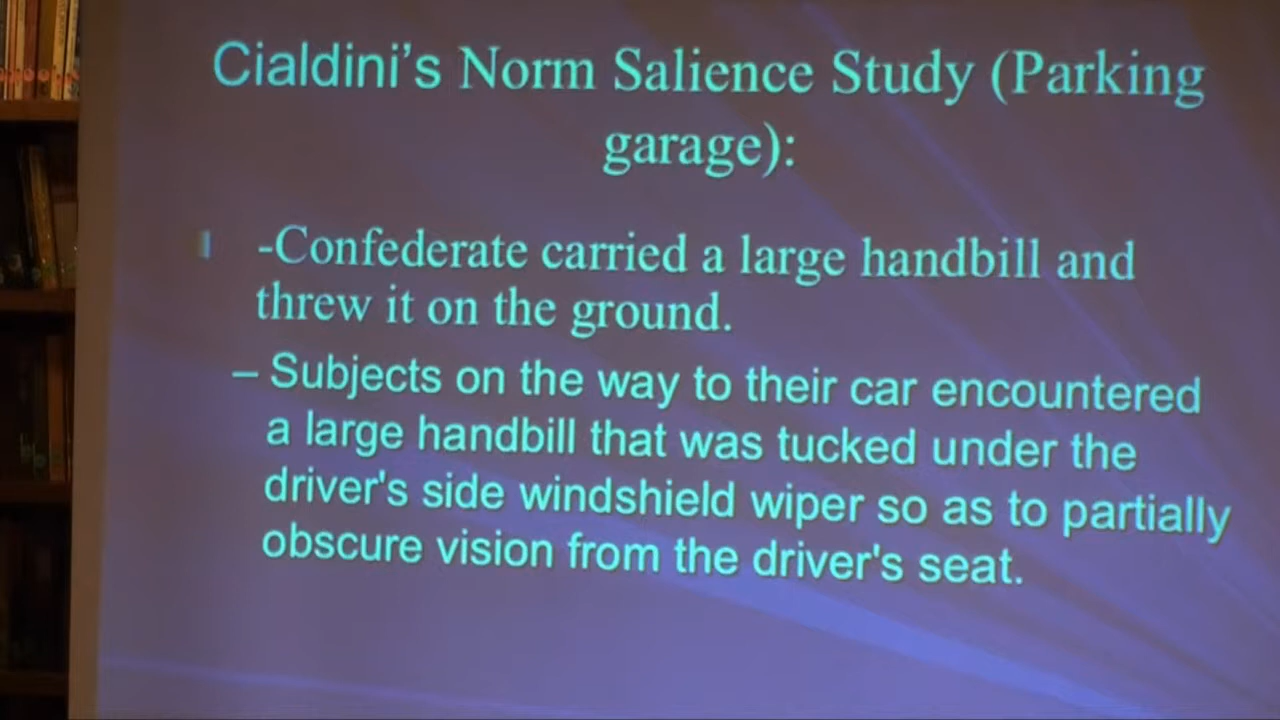 Cialdini’s Norm Salience Study (Parking
garage):
-Confederate carried a large handbill and
threw it on the ground.
– Subjects on the way to their car encountered
a large handbill that was tucked under the
driver's side windshield wiper so as to partially
obscure vision from the driver's seat.